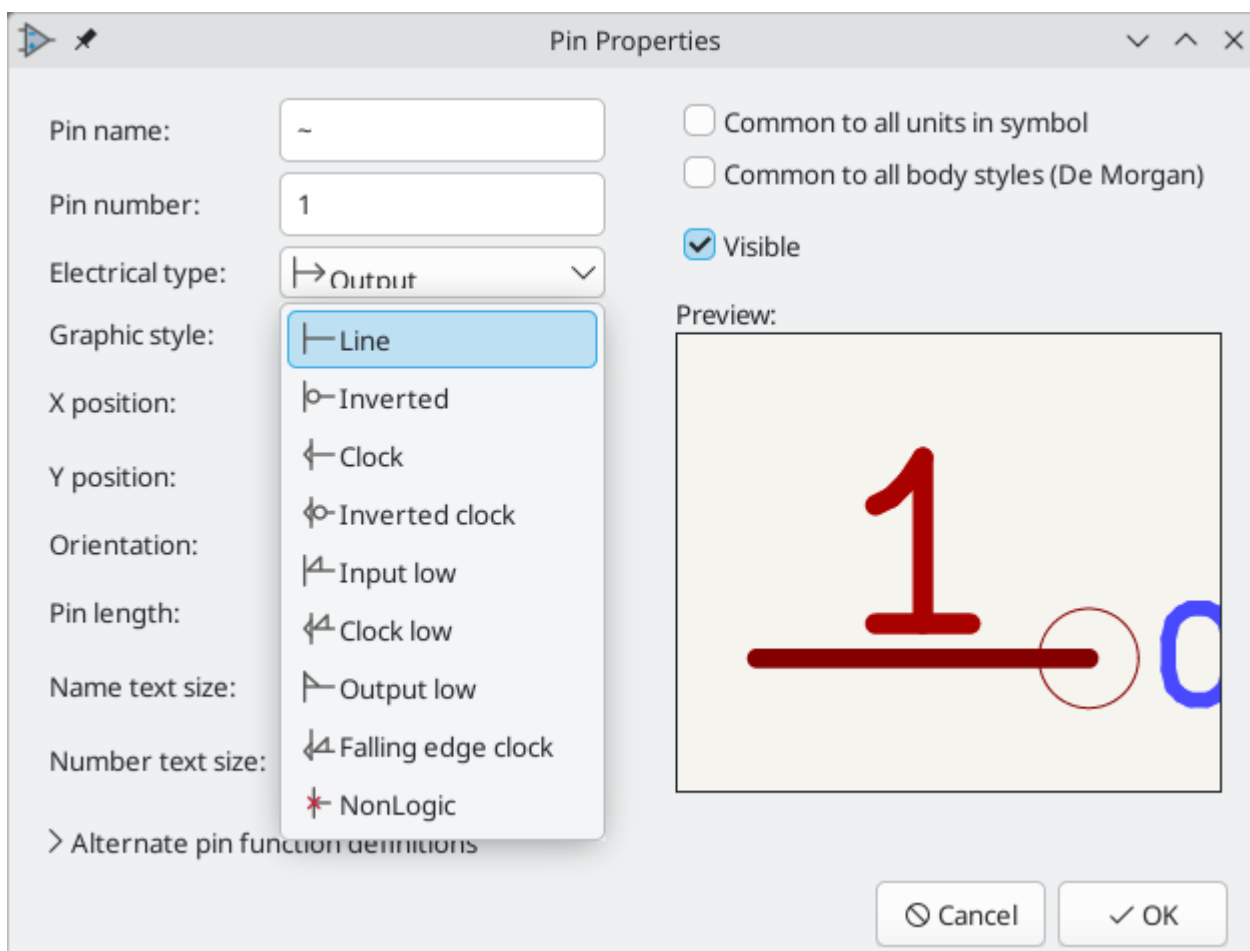 Pin Properties
Pin name:
~
Pin number:
1
Electrical type:
Output
Graphic style:
X position:
Y position:
Orientation:
Pin length:
Name text size:
Number text size:
Line
Inverted
Clock
Inverted clock
Input low
Clock low
Output low
Falling edge clock
NonLogic
Alternate pin function definitions
Common to all units in symbol
Common to all body styles (De Morgan)
Visible
Preview:
1
Cancel
OK